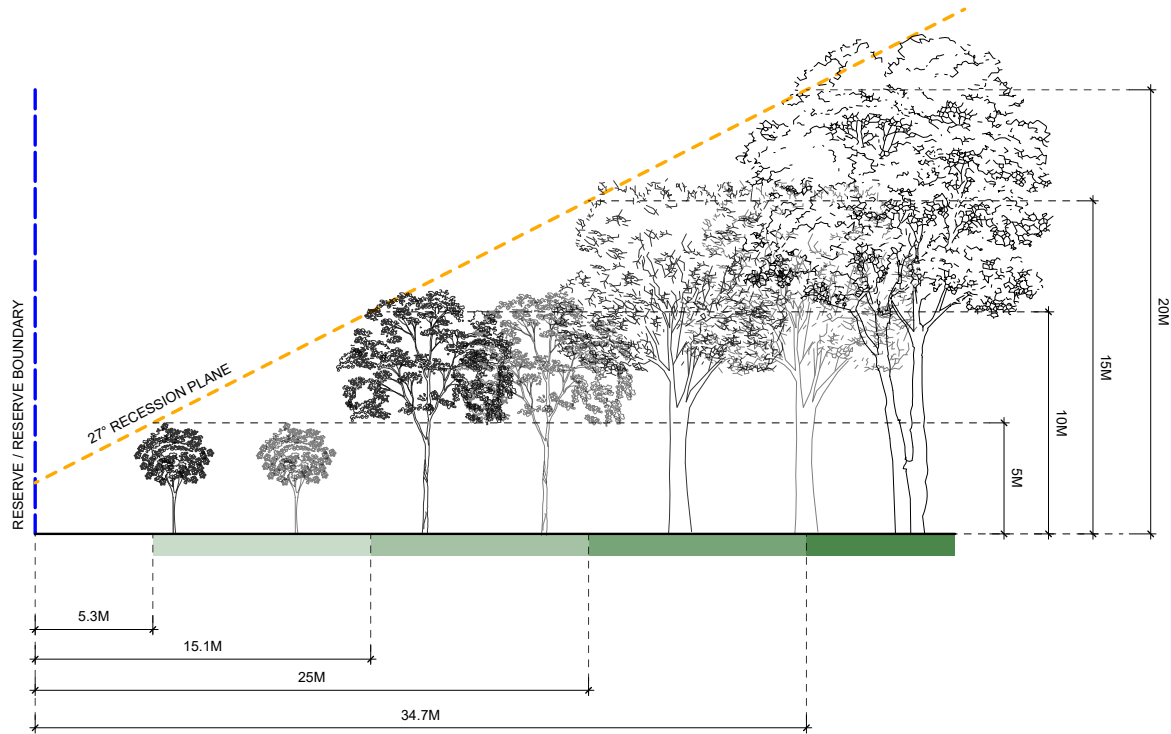 RESERVE / RESERVE BOUNDARY
27° RECESSION PLANE
20M
15M
10M
5M
5.3M
15.1M
25M
34.7M